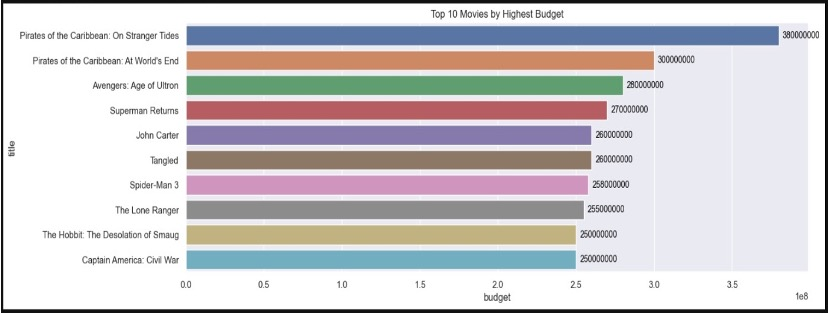 Top 10 Movies by Highest Budget
Pirates of the Caribbean: On Stranger Tides 380000000
Pirates of the Caribbean: At World's End 300000000
Avengers: Age of Ultron 280000000
Superman Returns 270000000
John Carter 260000000
Tangled 260000000
Spider-Man 3 258000000
The Lone Ranger 255000000
The Hobbit: The Desolation of Smaug 250000000
Captain America: Civil War 250000000
title
0.0 0.5 1.0 1.5 2.0 2.5 3.0 3.5
budget
1e8